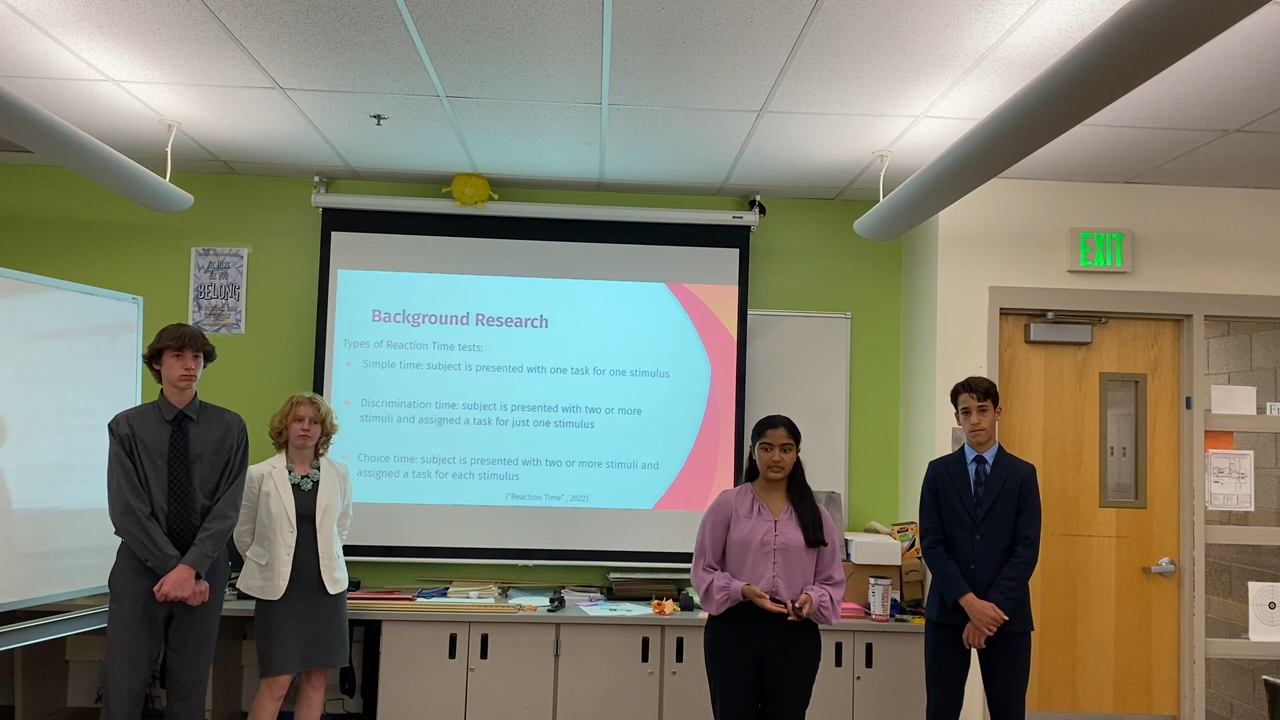 EXIT
BELONG
Background Research
Types of Reaction Time tests:
Simple time: subject is presented with one task for one stimulus
Discrimination time: subject is presented with two or more
stimuli and assigned a task for just one stimulus
Choice time: subject is presented with two or more stimuli and
assigned a task for each stimulus
("Reaction Time" , 2022)